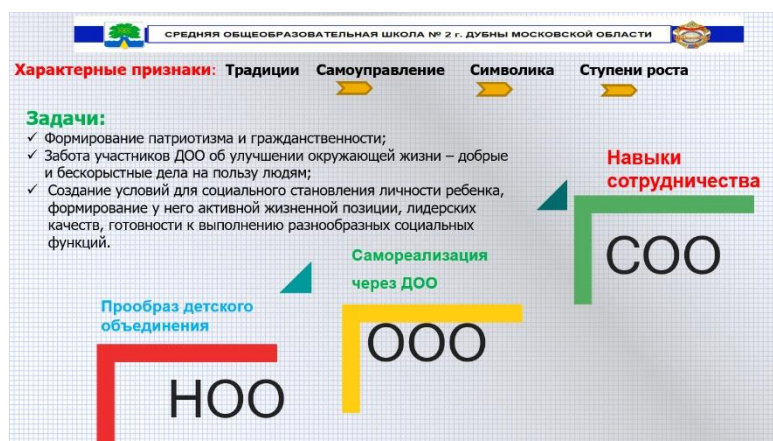 СРЕДНЯЯ ОБЩЕОБРАЗОВАТЕЛЬНАЯ ШКОЛА № 2 г. ДУБНЫ МОСКОВСКОЙ ОБЛАСТИ
Характерные признаки: Традиции Самоуправление Символика Ступени роста
Задачи:
✓ Формирование патриотизма и гражданственности;
✓ Забота участников ДОО об улучшении окружающей жизни – добрые
и бескорыстные дела на пользу людям;
✓ Создание условий для социального становления личности ребенка,
формирование у него активной жизненной позиции, лидерских
качеств, готовности к выполнению разнообразных социальных
функций.
Навыки
сотрудничества
СОО
Самореализация
через ДОО
ООО
Прообраз детского
объединения
НОО